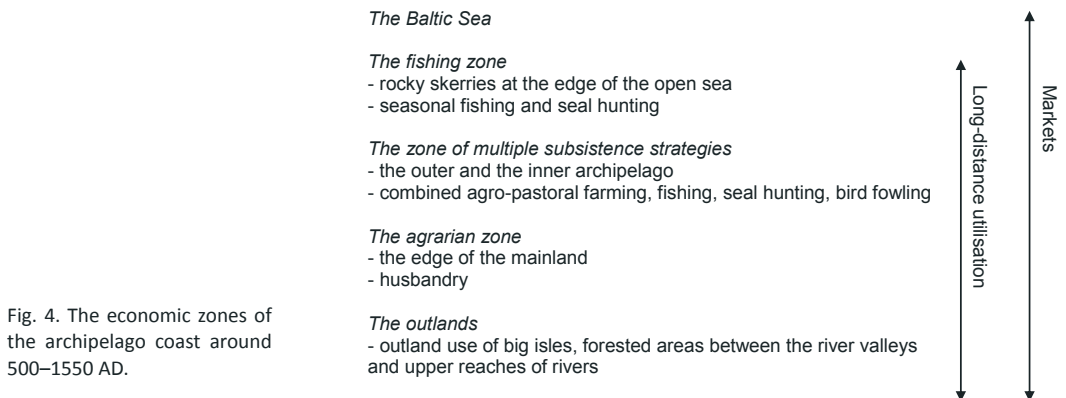 The Baltic Sea
The fishing zone
- rocky skerries at the edge of the open sea
- seasonal fishing and seal hunting
The zone of multiple subsistence strategies
- the outer and the inner archipelago
- combined agro-pastoral farming, fishing, seal hunting, bird fowling
The agrarian zone
- the edge of the mainland
- husbandry
The outlands
- outland use of big isles, forested areas between the river valleys
and upper reaches of rivers
Long-distance utilisation
Markets
Fig. 4. The economic zones of
the archipelago coast around
500–1550 AD.